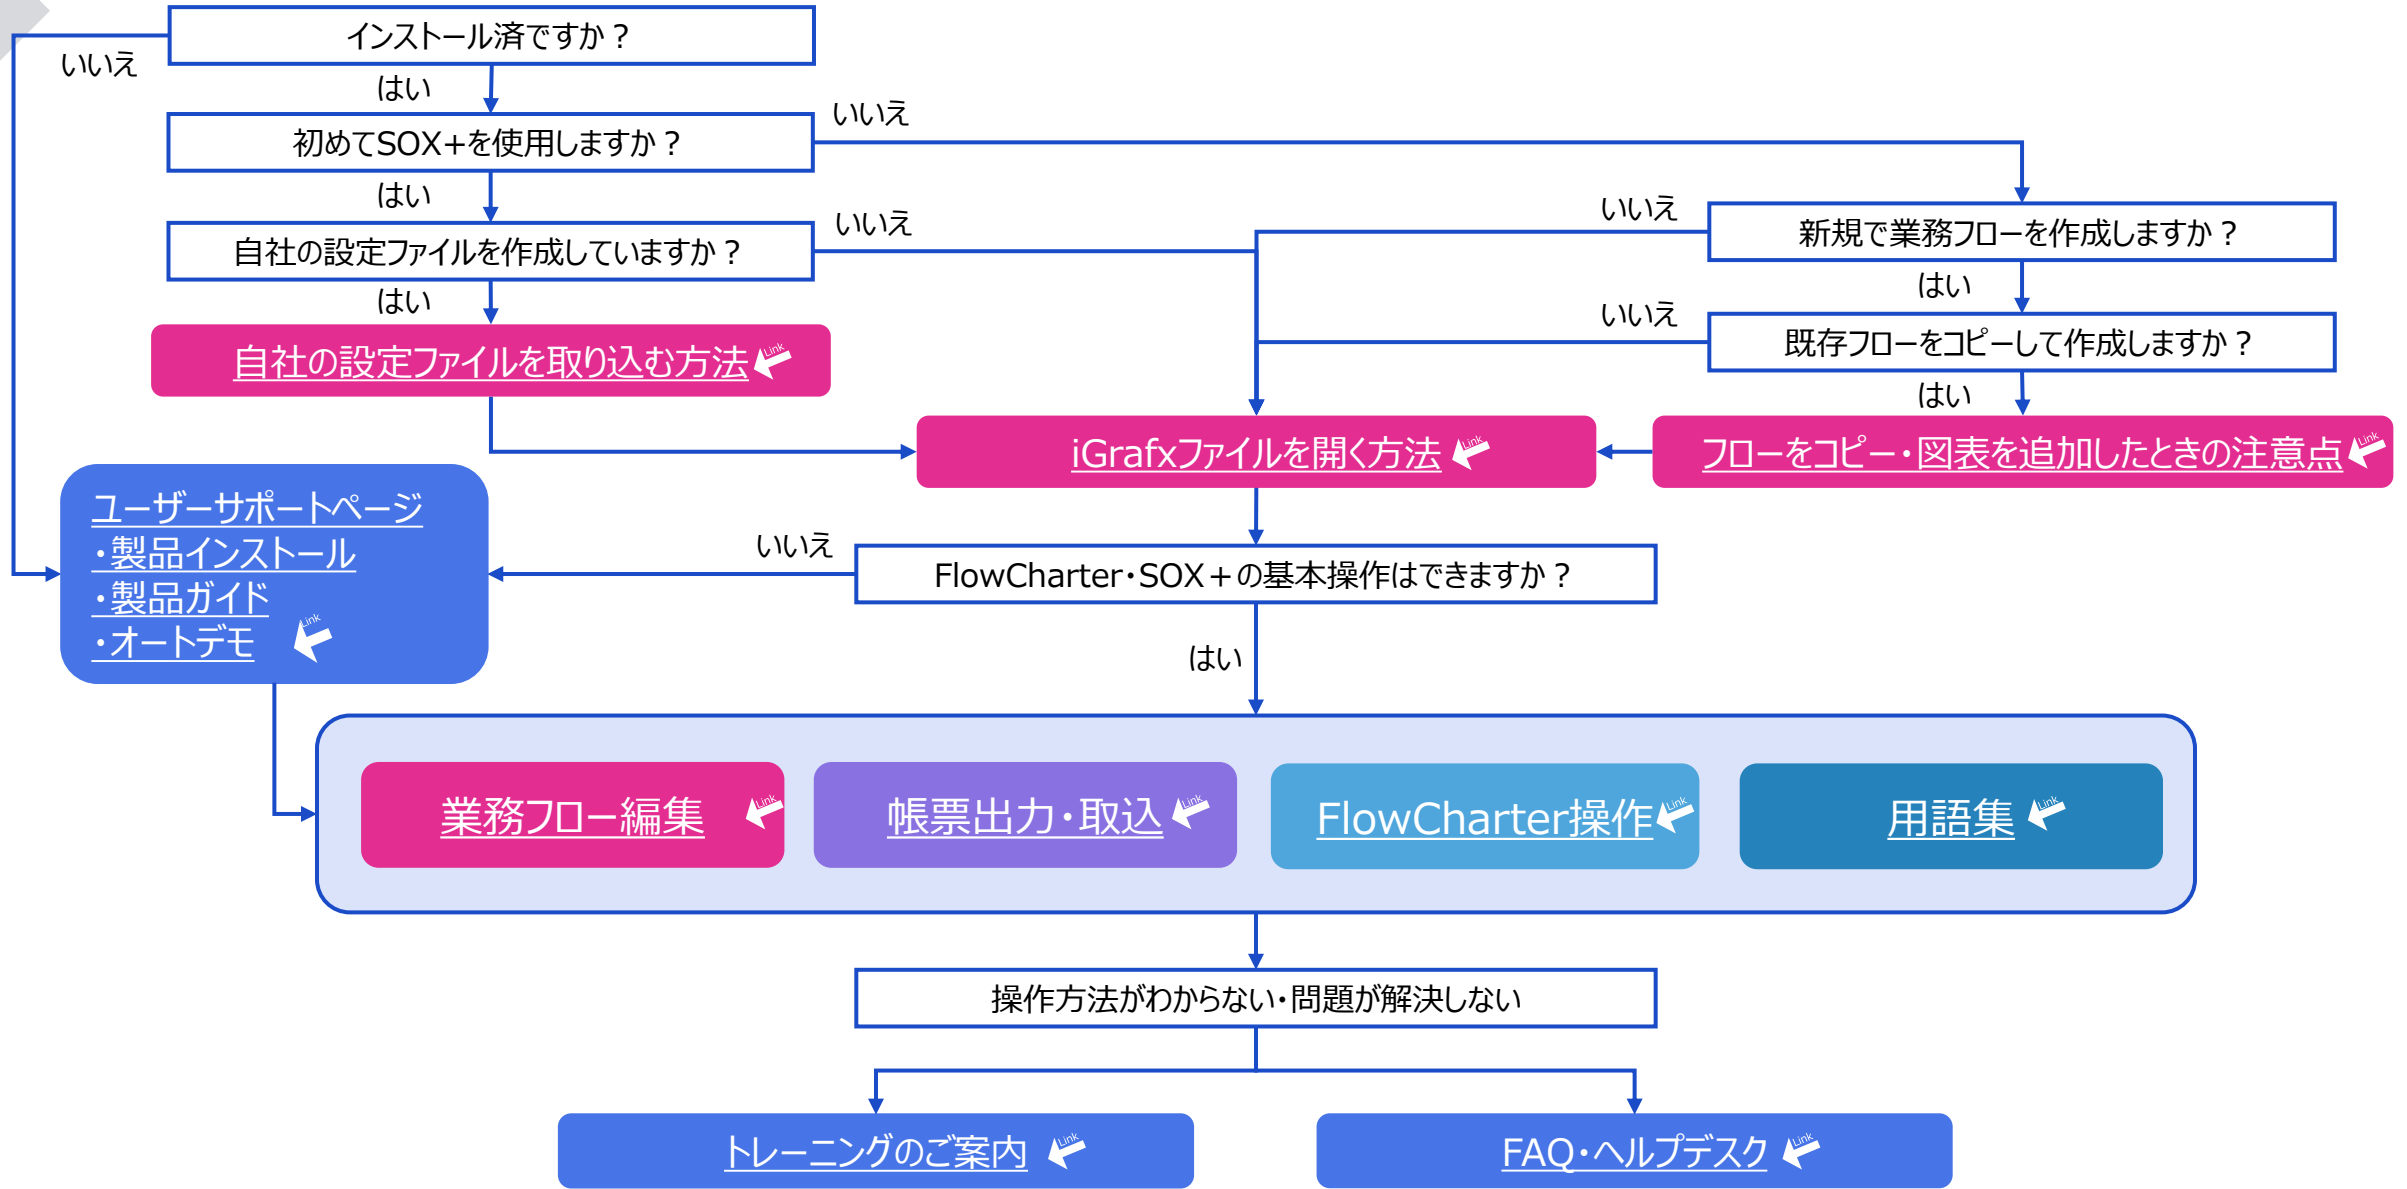 インストール済ですか？
いいえ
はい
初めてSOX+を使用しますか？
いいえ
はい
自社の設定ファイルを作成していますか？
いいえ
いいえ
新規で業務フローを作成しますか？
はい
はい
いいえ
既存フローをコピーして作成しますか？
自社の設定ファイルを取り込む方法
Link
はい
iGrafxファイルを開く方法
Link
フローをコピー・図表を追加したときの注意点
Link
ユーザーサポートページ
・製品インストール
・製品ガイド
・オートデモ
Link
いいえ
FlowCharter・SOX＋の基本操作はできますか？
はい
業務フロー編集
Link
帳票出力・取込
Link
FlowCharter操作
Link
用語集
Link
操作方法がわからない・問題が解決しない
トレーニングのご案内
Link
FAQ・ヘルプデスク
Link